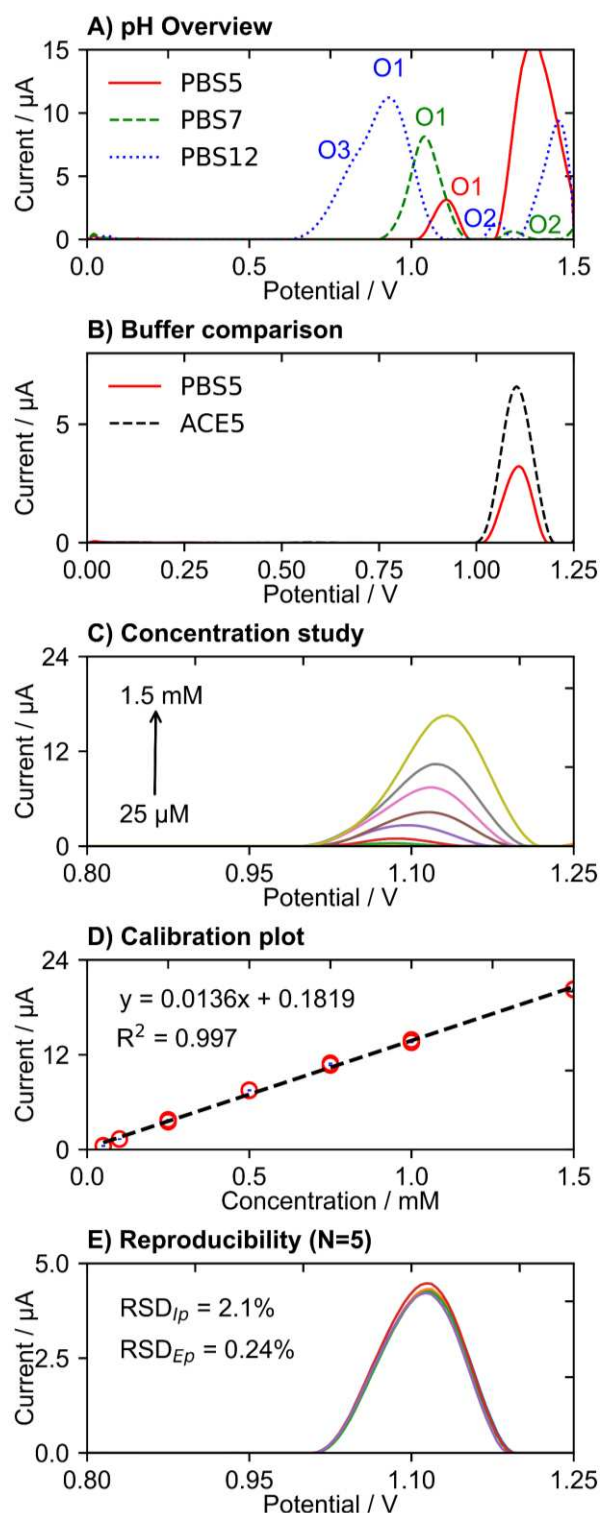 A) pH Overview
15
10
5
0
Current / µA
PBS5
PBS7
PBS12
O1
O3
O1
O1
O2
O2
0.0
0.5
1.0
1.5
Potential / V
B) Buffer comparison
5
0
Current / µA
PBS5
ACE5
0.00
0.25
0.50
0.75
1.00
1.25
Potential / V
C) Concentration study
24
12
0
Current / µA
1.5 mM
25 µM
0.80
0.95
1.10
1.25
Potential / V
D) Calibration plot
24
12
0
Current / µA
y = 0.0136x + 0.1819
R² = 0.997
0.0
0.5
1.0
1.5
Concentration / mM
E) Reproducibility (N=5)
5.0
2.5
0.0
Current / µA
RSD_Ip = 2.1%
RSD_Ep = 0.24%
0.80
0.95
1.10
1.25
Potential / V